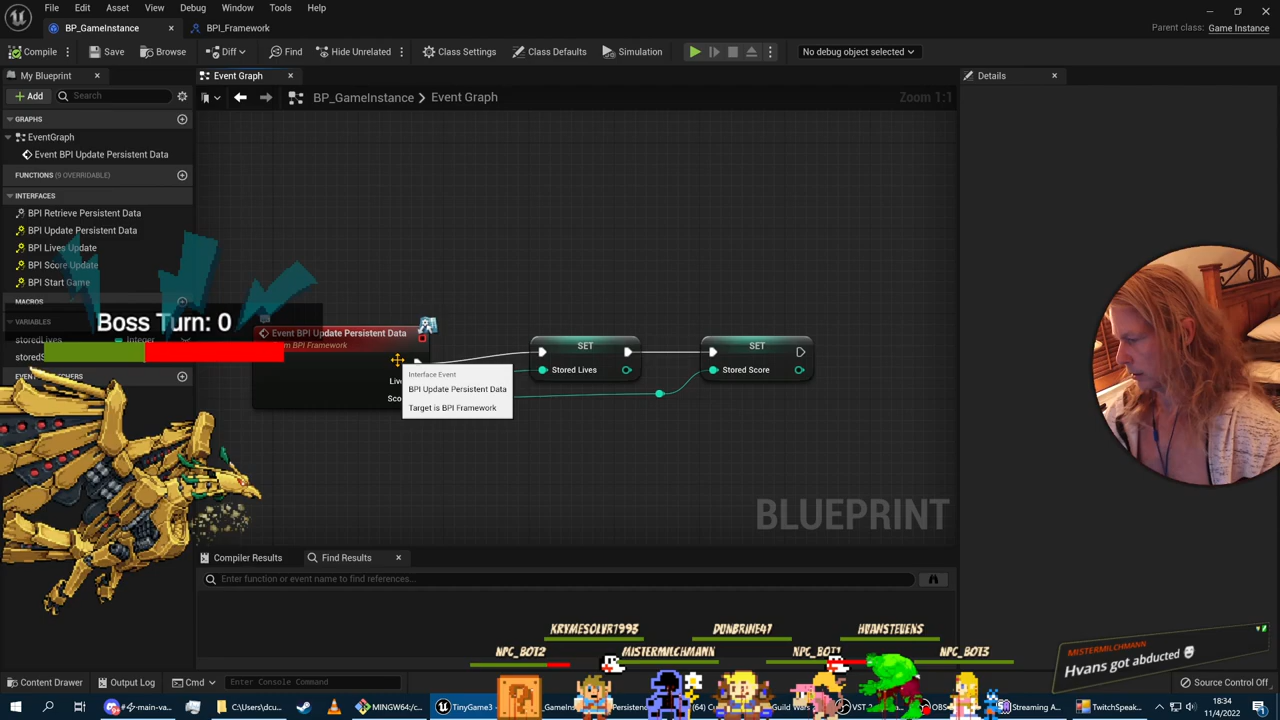 File Edit Asset View Debug Window Tools Help
BP_GameInstance
BPI_Framework
Parent class: Game Instance
Compile
Save
Browse
Diff
Find
Hide Unrelated
Class Settings
Class Defaults
Simulation
No debug object selected
My Blueprint
Event Graph
Details
Add
Search
BP_GameInstance > Event Graph
Zoom 1:1
GRAPHS
EventGraph
Event BPI Update Persistent Data
FUNCTIONS (9 OVERRIDABLE)
INTERFACES
BPI Retrieve Persistent Data
BPI Update Persistent Data
BPI Lives Update
BPI Score Update
BPI Start Game
MACROS
VARIABLES
Boss Turn: 0
storedLives
Integer
Event BPI Update Persistent Data
BPI Framework
SET
Stored Lives
SET
Stored Score
Interface Event
BPI Update Persistent Data
Target is BPI Framework
BLUEPRINT
Compiler Results
Find Results
Enter function or event name to find references...
KRYMESOLVR1993
DUNBRINE47
HVANSTEVENS
NPC_BOT2
MISTERMILCHMANN
NPC_BOT1
NPC_BOT3
MISTERMILCHMANN
Hvans got abducted
Content Drawer
Output Log
Cmd
Enter Console Command
Source Control Off
18:34
11/4/2022